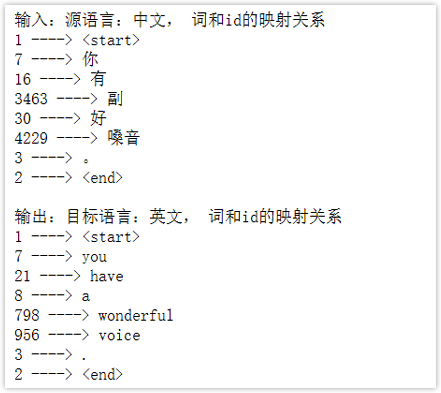 输入：源语言：中文， 词和id的映射关系
1 ----> <start>
7 ----> 你
16 ----> 有
3463 ----> 副
30 ----> 好
4229 ----> 嗓音
3 ----> 。
2 ----> <end>
输出：目标语言：英文， 词和id的映射关系
1 ----> <start>
7 ----> you
21 ----> have
8 ----> a
798 ----> wonderful
956 ----> voice
3 ----> .
2 ----> <end>